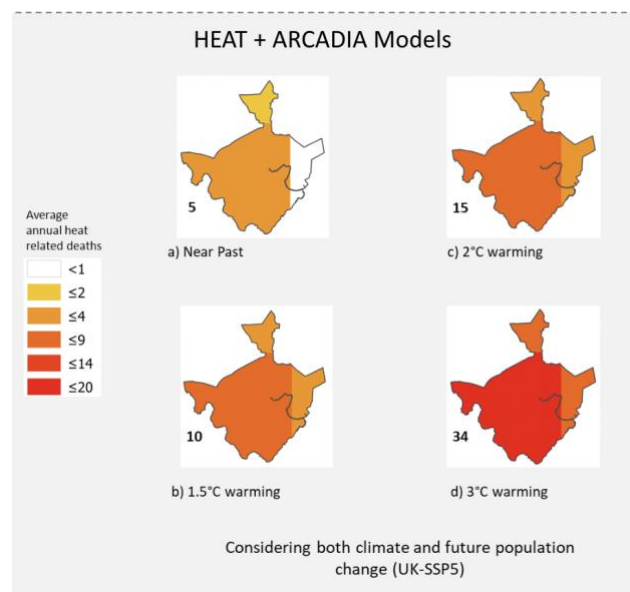 HEAT + ARCADIA Models
Average
annual heat
related deaths
<1
≤2
≤4
≤9
≤14
≤20
5
a) Near Past
15
c) 2°C warming
10
b) 1.5°C warming
34
d) 3°C warming
Considering both climate and future population
change (UK-SSP5)